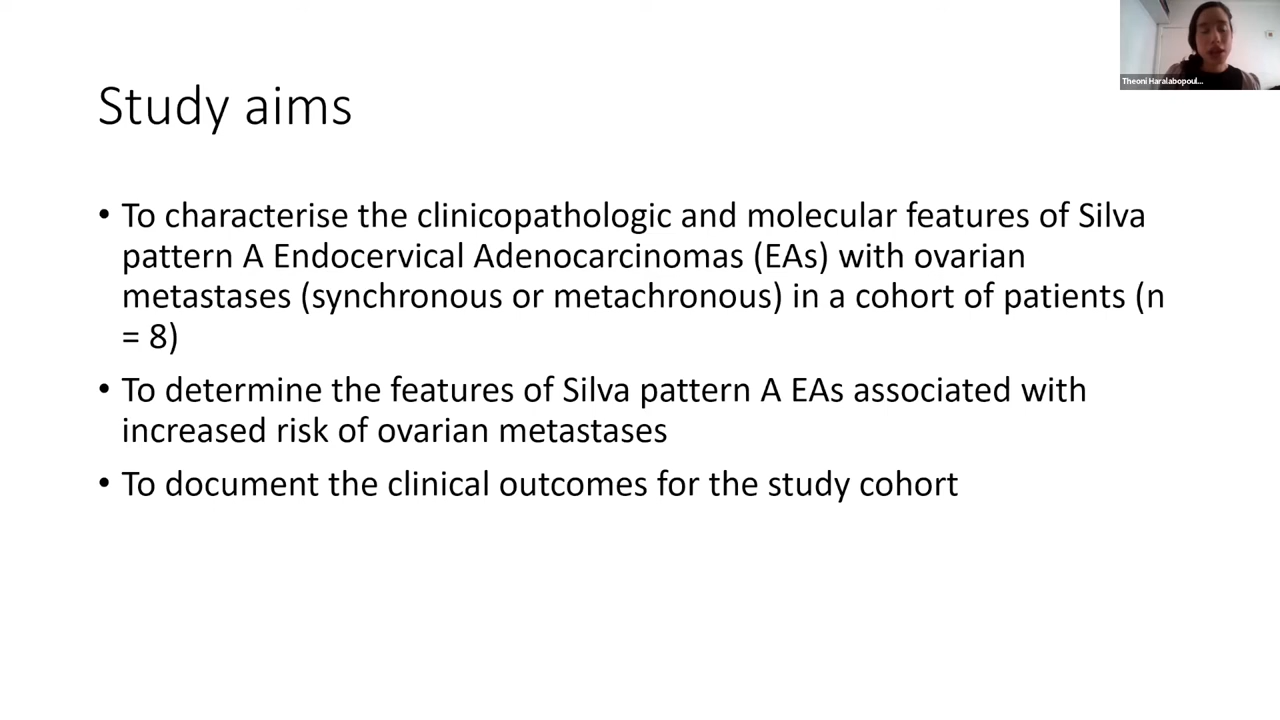 Theoni Haralabopoul...
Study aims
• To characterise the clinicopathologic and molecular features of Silva
pattern A Endocervical Adenocarcinomas (EAs) with ovarian
metastases (synchronous or metachronous) in a cohort of patients (n
= 8)
• To determine the features of Silva pattern A EAs associated with
increased risk of ovarian metastases
• To document the clinical outcomes for the study cohort